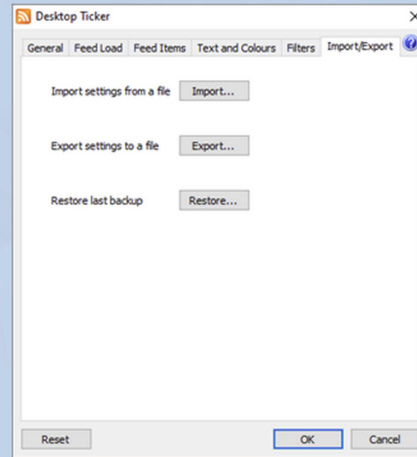 Desktop Ticker
General Feed Load Feed Items Text and Colours Filters Import/Export
Import settings from a file Import...
Export settings to a file Export...
Restore last backup Restore...
Reset OK Cancel